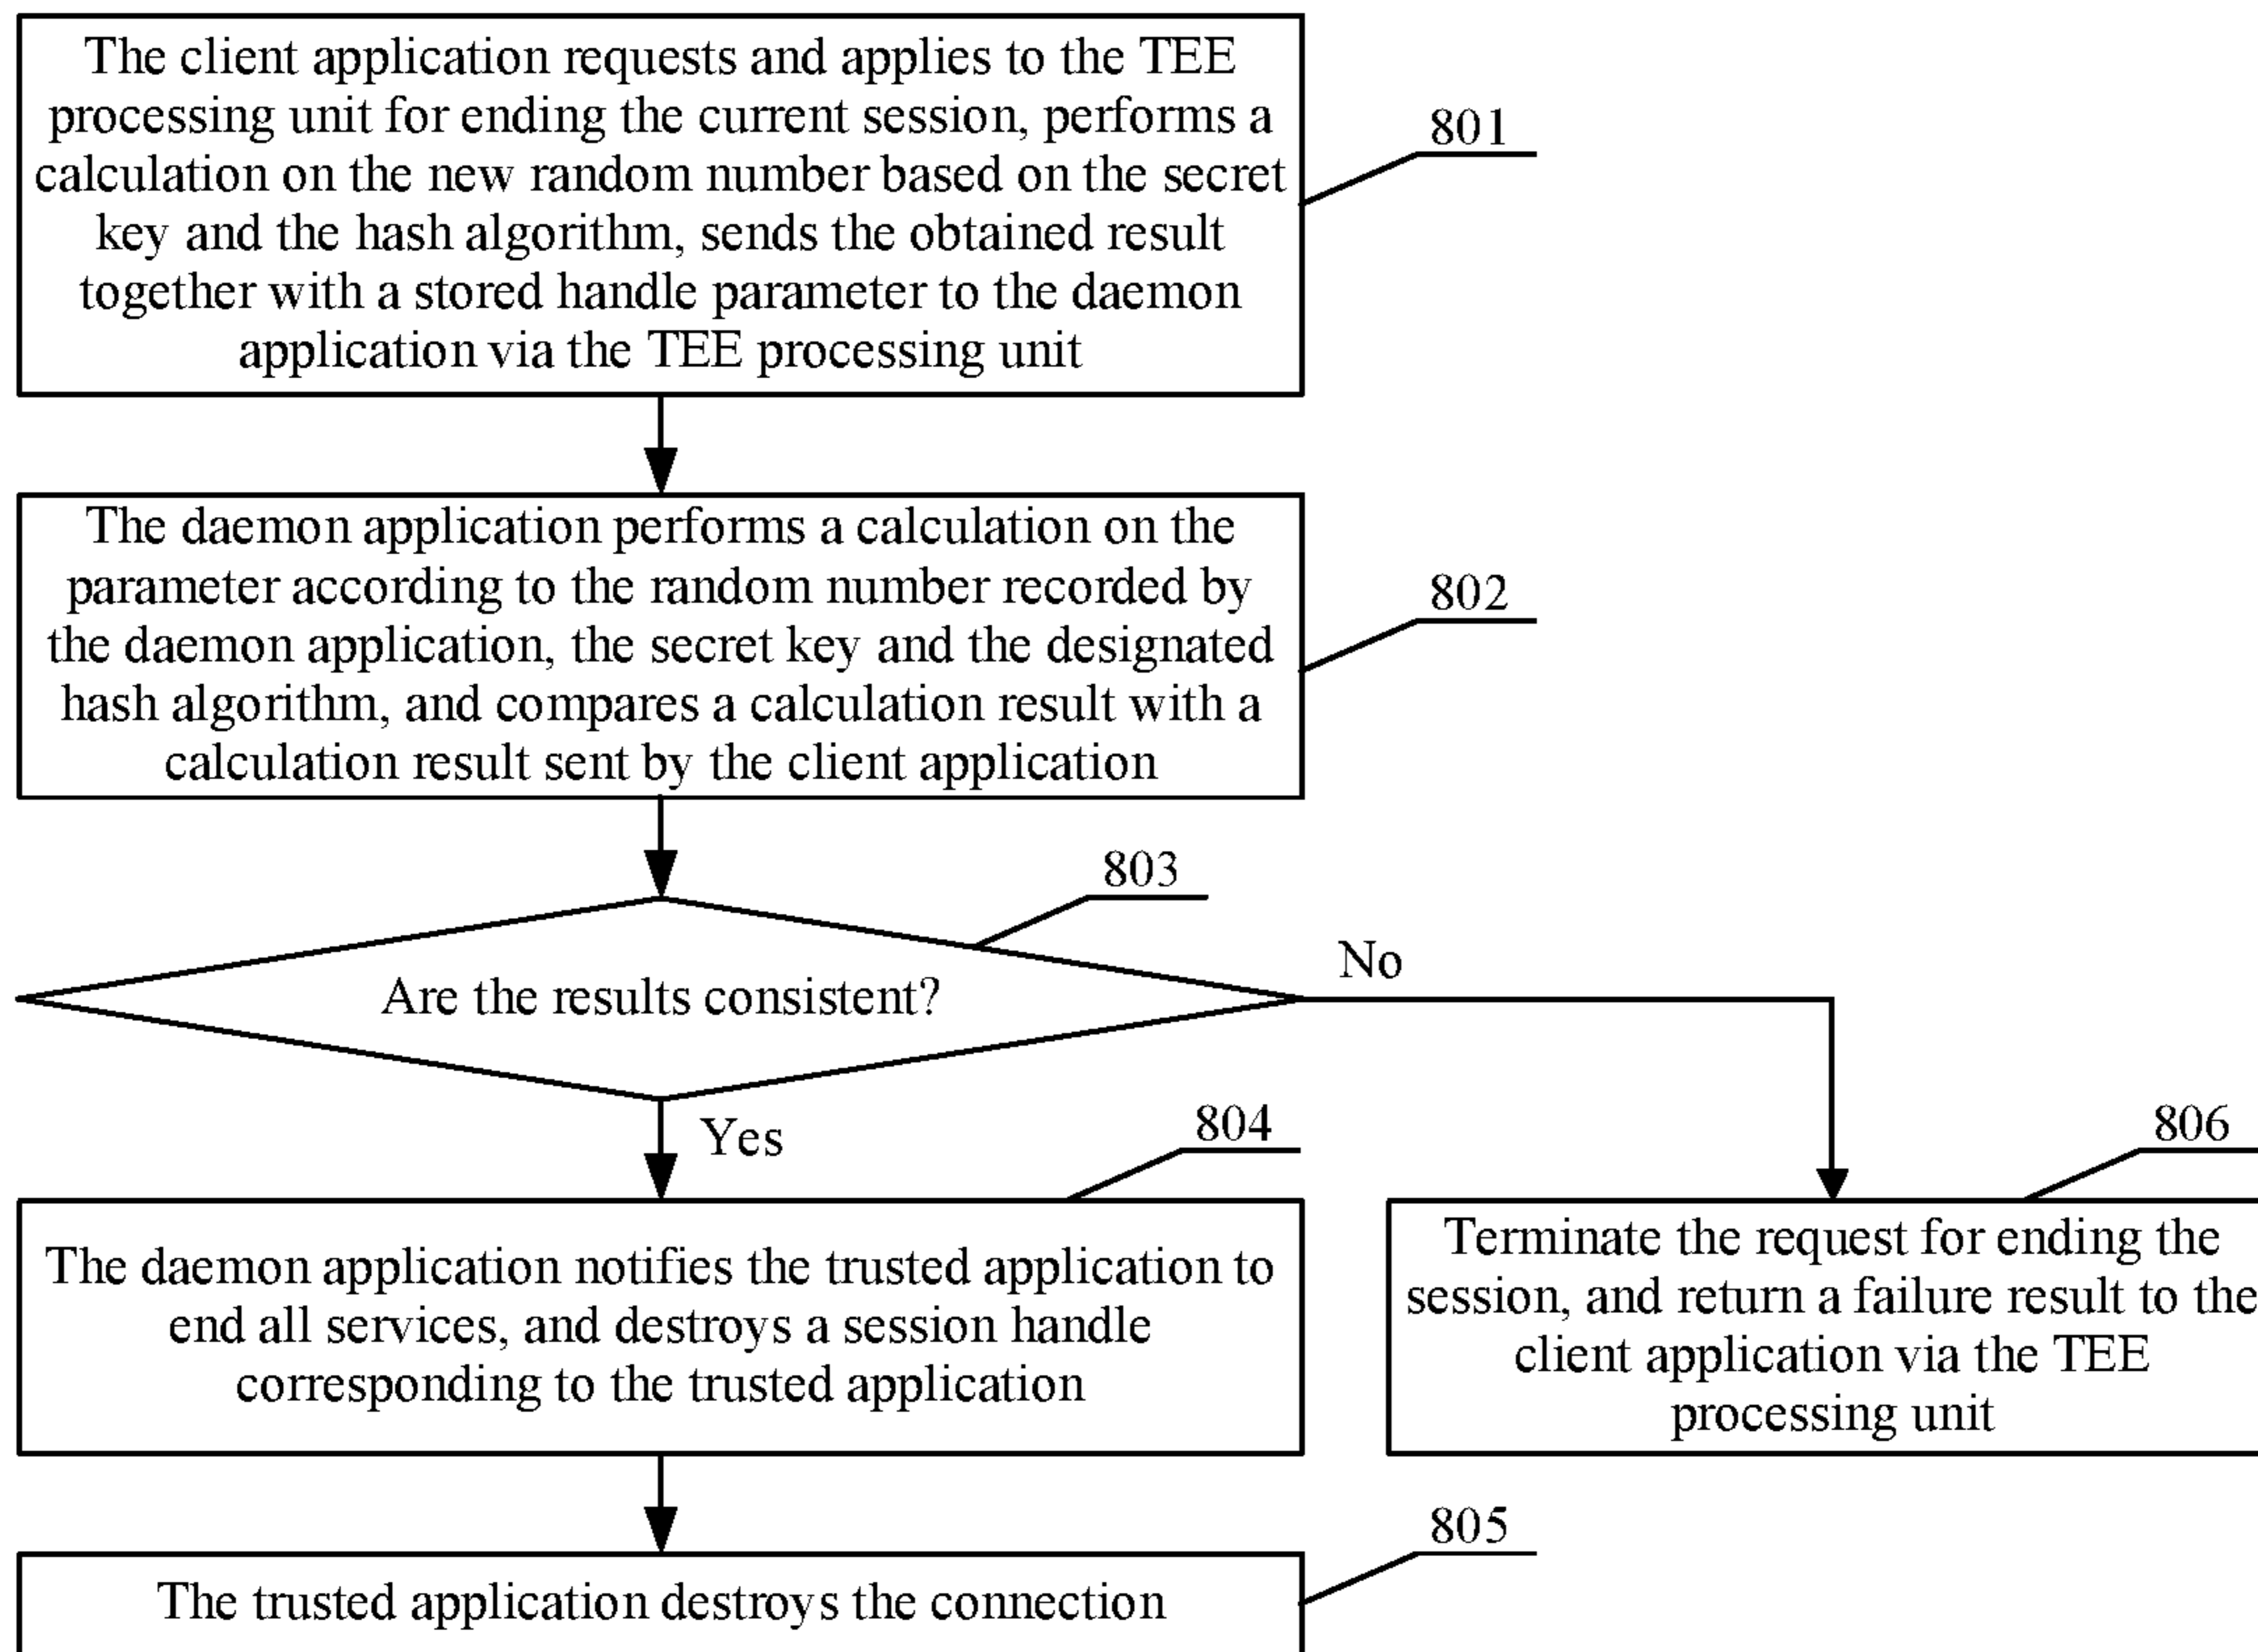 The client application requests and applies to the TEE
processing unit for ending the current session, performs a
calculation on the new random number based on the secret
key and the hash algorithm, sends the obtained result
together with a stored handle parameter to the daemon
application via the TEE processing unit
801
The daemon application performs a calculation on the
parameter according to the random number recorded by
the daemon application, the secret key and the designated
hash algorithm, and compares a calculation result with a
calculation result sent by the client application
802
803
Are the results consistent?
No
Yes
804
The daemon application notifies the trusted application to
end all services, and destroys a session handle
corresponding to the trusted application
806
Terminate the request for ending the
session, and return a failure result to the
client application via the TEE
processing unit
805
The trusted application destroys the connection